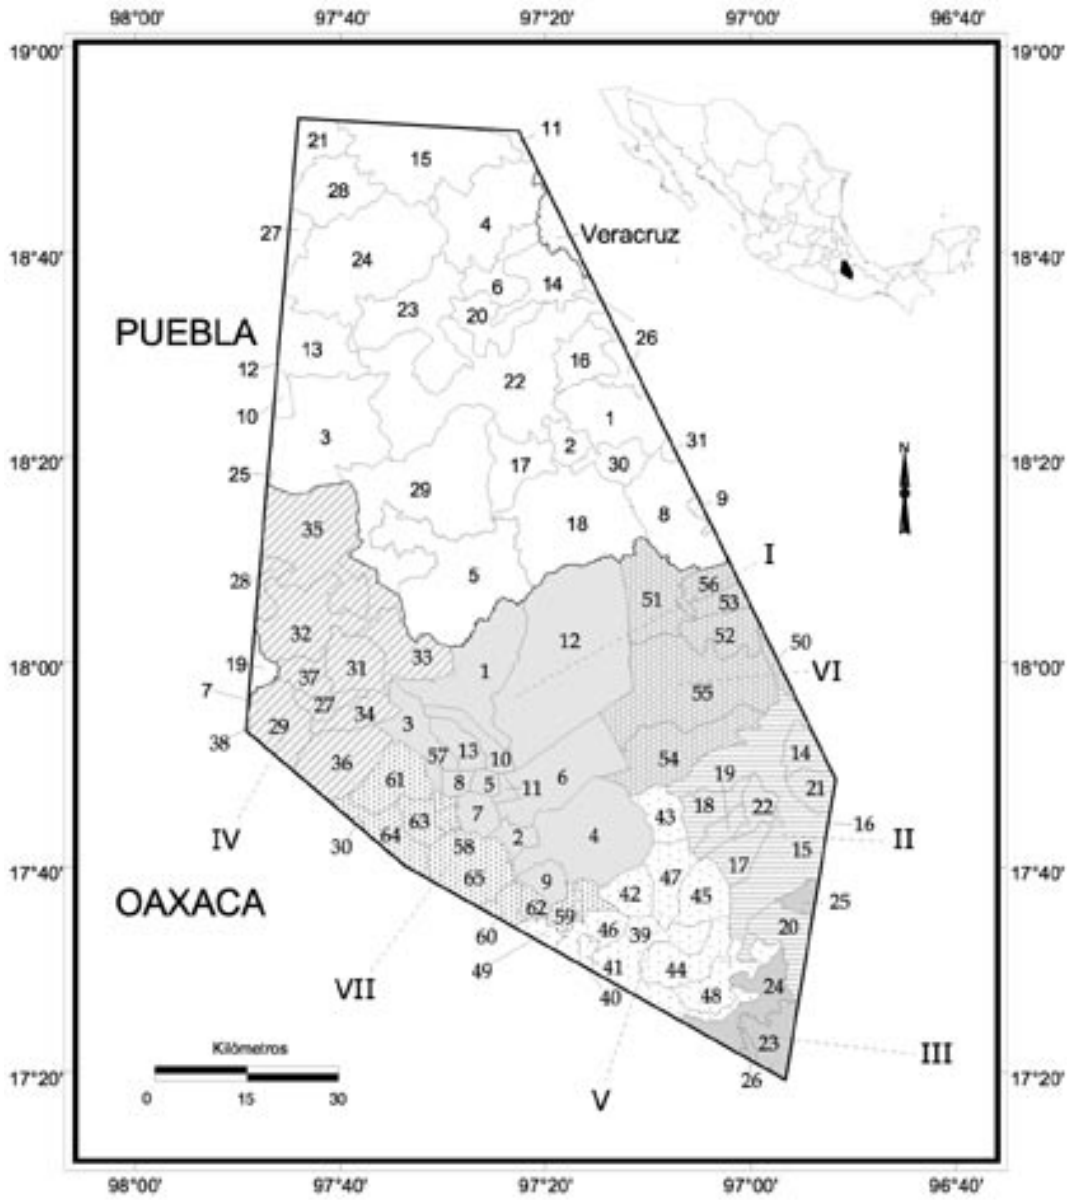 98°00' 97°40' 97°20' 97°00' 96°40'
19°00' 19°00'
11
21
15
28
4
27
Veracruz
18°40' 24 18°40'
6 14
23
20
PUEBLA
26
13
16
12
22
10
1
3
2 31
18°20' 17 30 18°20'
25
29
9
18 8
I
35
5
28 56
51 53
32 12 52 50
18°00' 33 18°00'
19 31 1 VI
37
7 27 55
34 3
29
38 57 13 10 54 14
36 19
61 8 5 11 6 21
18 22
7 43
IV 63 16
64 2 4 II
30 58 15
17°40' 17 17°40'
65 9 47
42 45 25
OAXACA
62 59 20
60 46 39
49 41 44
VII 40 48 24
Kilómetros
23 III
17°20' 26 17°20'
0 15 30 V
98°00' 97°40' 97°20' 97°00' 96°40'
N